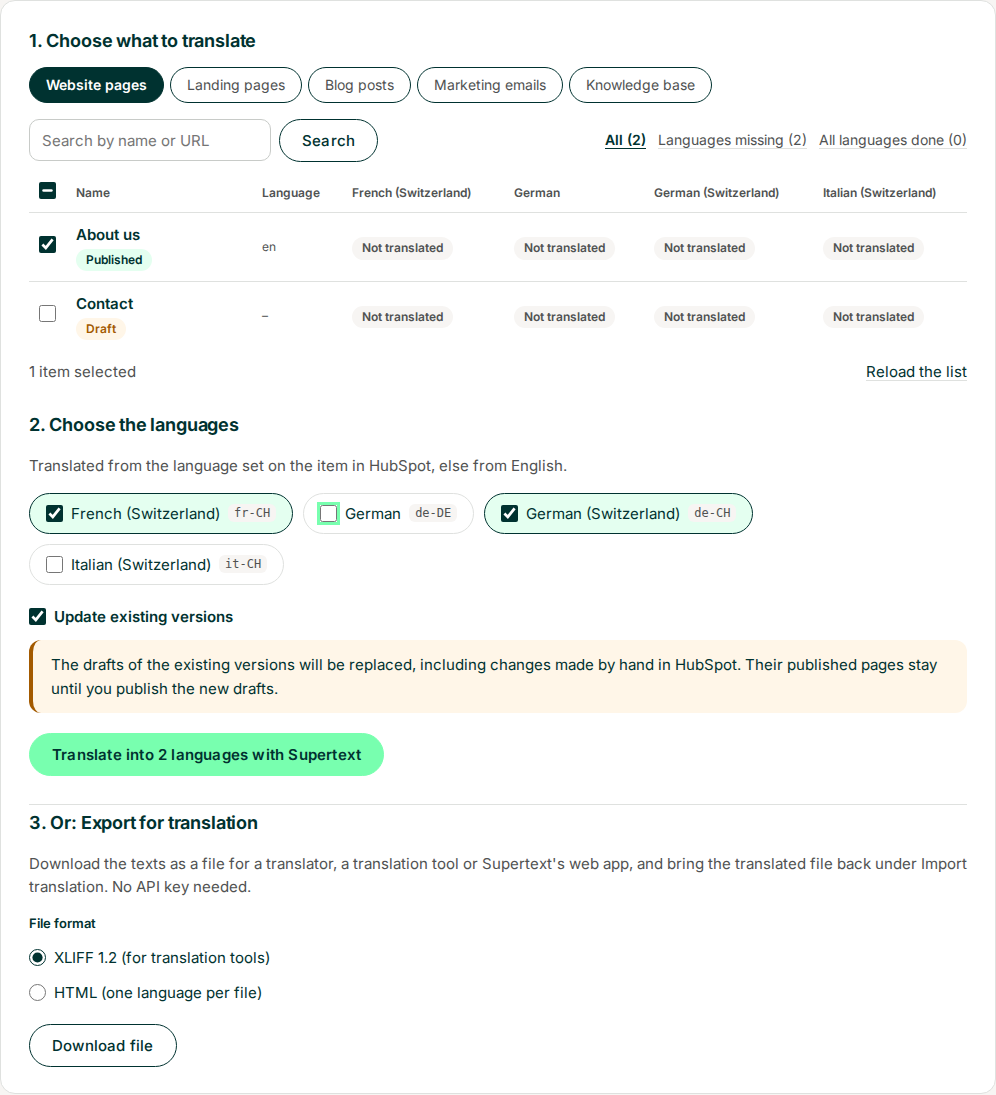 1. Choose what to translate
Website pages
Landing pages
Blog posts
Marketing emails
Knowledge base
Search by name or URL
Search
All (2)
Languages missing (2)
All languages done (0)
Name
Language
French (Switzerland)
German
German (Switzerland)
Italian (Switzerland)
About us
Published
en
Not translated
Not translated
Not translated
Not translated
Contact
Draft
–
Not translated
Not translated
Not translated
Not translated
1 item selected
Reload the list
2. Choose the languages
Translated from the language set on the item in HubSpot, else from English.
French (Switzerland) fr-CH
German de-DE
German (Switzerland) de-CH
Italian (Switzerland) it-CH
Update existing versions
The drafts of the existing versions will be replaced, including changes made by hand in HubSpot. Their published pages stay
until you publish the new drafts.
Translate into 2 languages with Supertext
3. Or: Export for translation
Download the texts as a file for a translator, a translation tool or Supertext's web app, and bring the translated file back under Import
translation. No API key needed.
File format
XLIFF 1.2 (for translation tools)
HTML (one language per file)
Download file